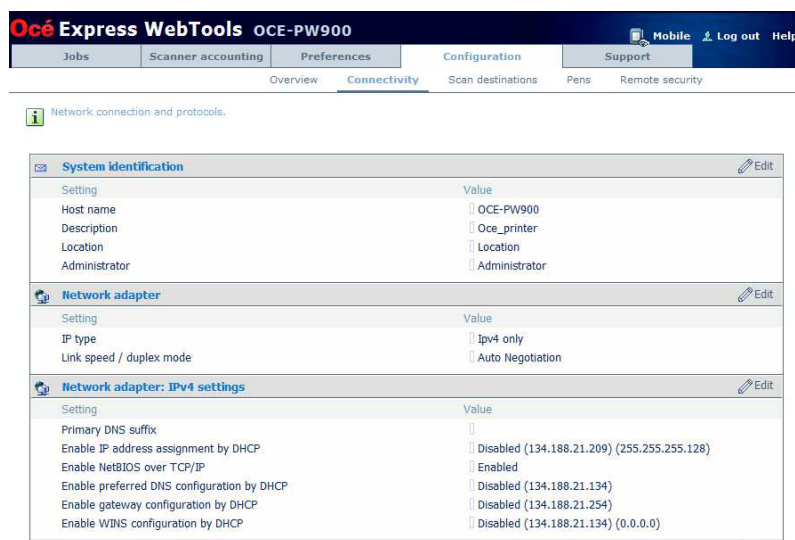 Océ Express WebTools OCE-PW900
Mobile Log out Help
Jobs Scanner accounting Preferences Configuration Support
Overview Connectivity Scan destinations Pens Remote security
i Network connection and protocols.
System identification Edit
Setting Value
Host name OCE-PW900
Description Oce_printer
Location Location
Administrator Administrator
Network adapter Edit
Setting Value
IP type Ipv4 only
Link speed / duplex mode Auto Negotiation
Network adapter: IPv4 settings Edit
Setting Value
Primary DNS suffix
Enable IP address assignment by DHCP Disabled (134.188.21.209) (255.255.255.128)
Enable NetBIOS over TCP/IP Enabled
Enable preferred DNS configuration by DHCP Disabled (134.188.21.134)
Enable gateway configuration by DHCP Disabled (134.188.21.254)
Enable WINS configuration by DHCP Disabled (134.188.21.134) (0.0.0.0)